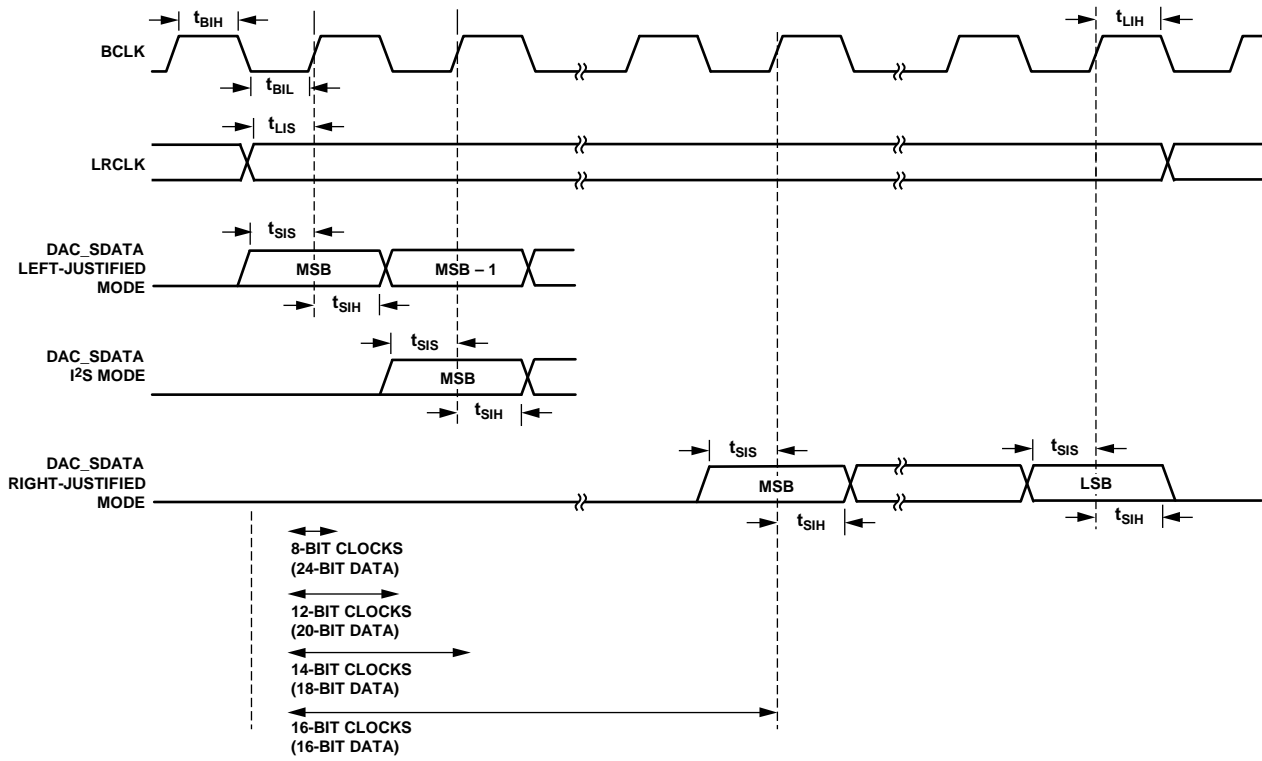 tBIH
tLIH
BCLK
tBIL
tLIS
LRCLK
tSIS
DAC_SDATA
LEFT-JUSTIFIED
MODE
MSB
MSB – 1
tSIH
DAC_SDATA
I2S MODE
tSIS
MSB
tSIH
DAC_SDATA
RIGHT-JUSTIFIED
MODE
tSIS
tSIS
MSB
LSB
tSIH
tSIH
8-BIT CLOCKS
(24-BIT DATA)
12-BIT CLOCKS
(20-BIT DATA)
14-BIT CLOCKS
(18-BIT DATA)
16-BIT CLOCKS
(16-BIT DATA)